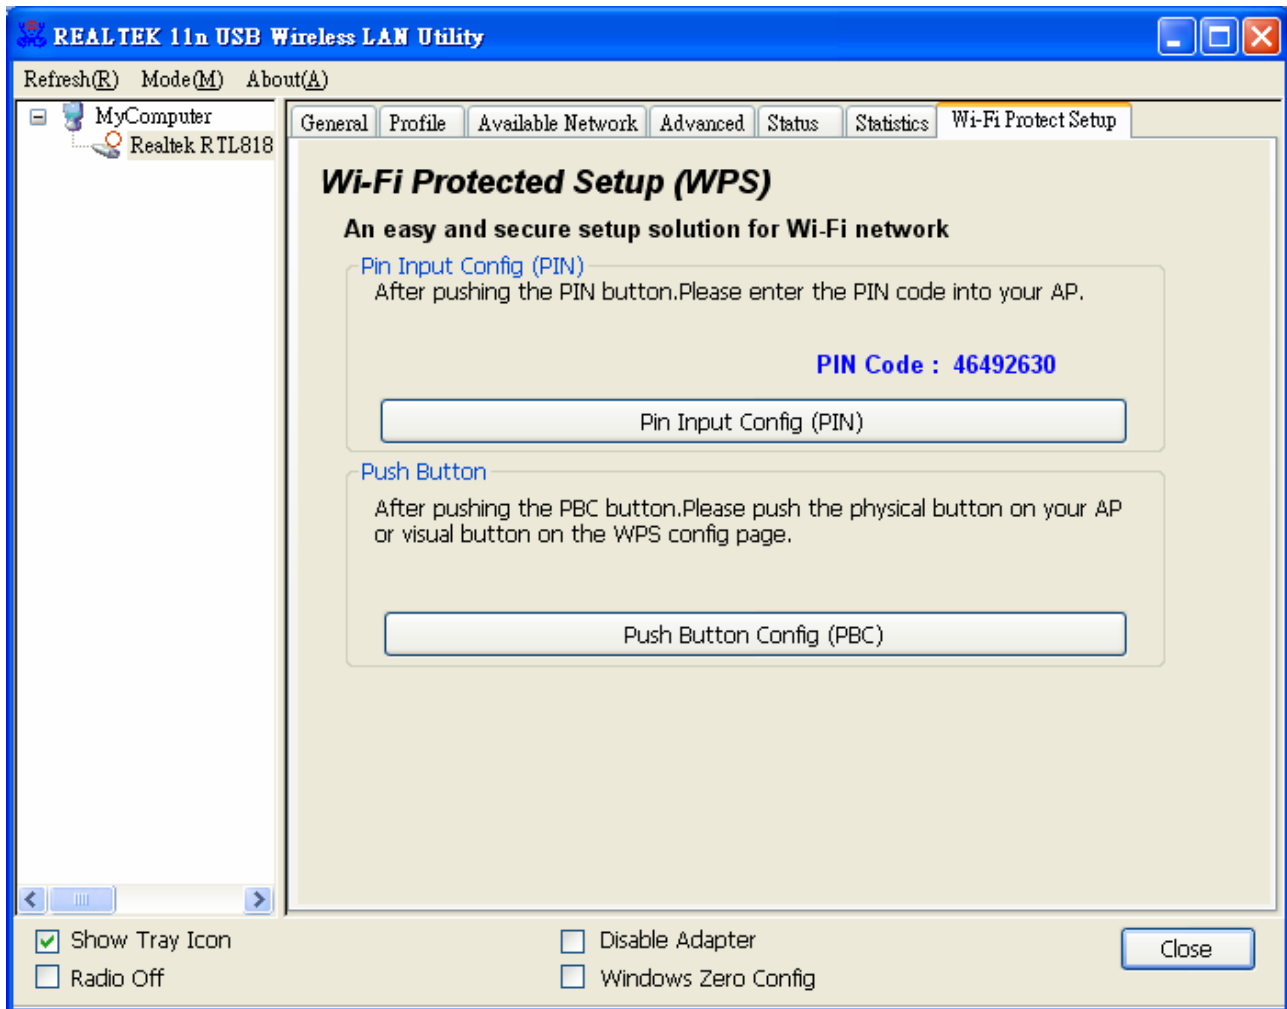 REALTEK 11n USB Wireless LAN Utility
Refresh(R) Mode(M) About(A)
MyComputer
Realtek RTL818
General Profile Available Network Advanced Status Statistics Wi-Fi Protect Setup
Wi-Fi Protected Setup (WPS)
An easy and secure setup solution for Wi-Fi network
Pin Input Config (PIN)
After pushing the PIN button.Please enter the PIN code into your AP.
PIN Code : 46492630
Pin Input Config (PIN)
Push Button
After pushing the PBC button.Please push the physical button on your AP
or visual button on the WPS config page.
Push Button Config (PBC)
Show Tray Icon
Radio Off
Disable Adapter
Windows Zero Config
Close